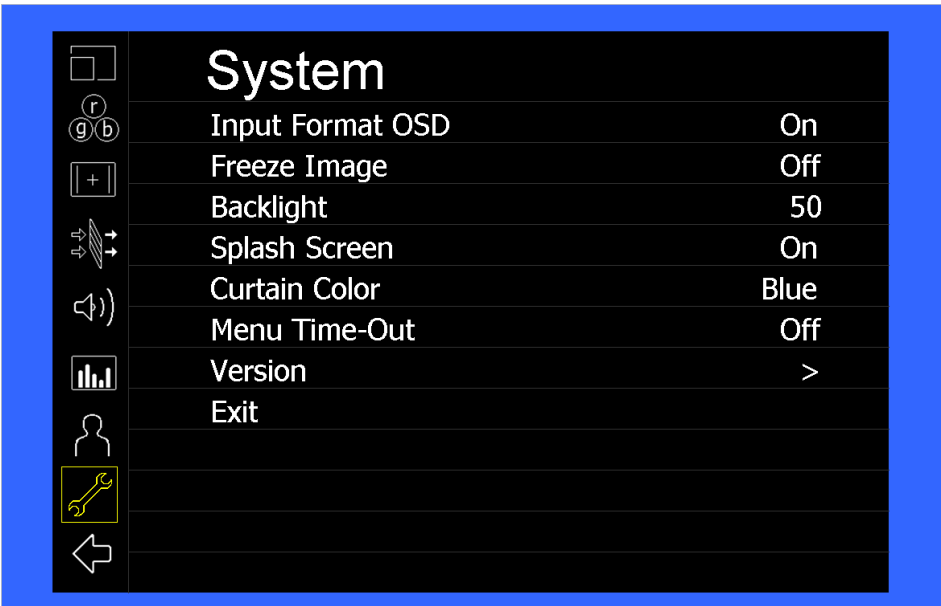 System
r
g b
Input Format OSD On
Freeze Image Off
Backlight 50
Splash Screen On
Curtain Color Blue
Menu Time-Out Off
Version >
Exit